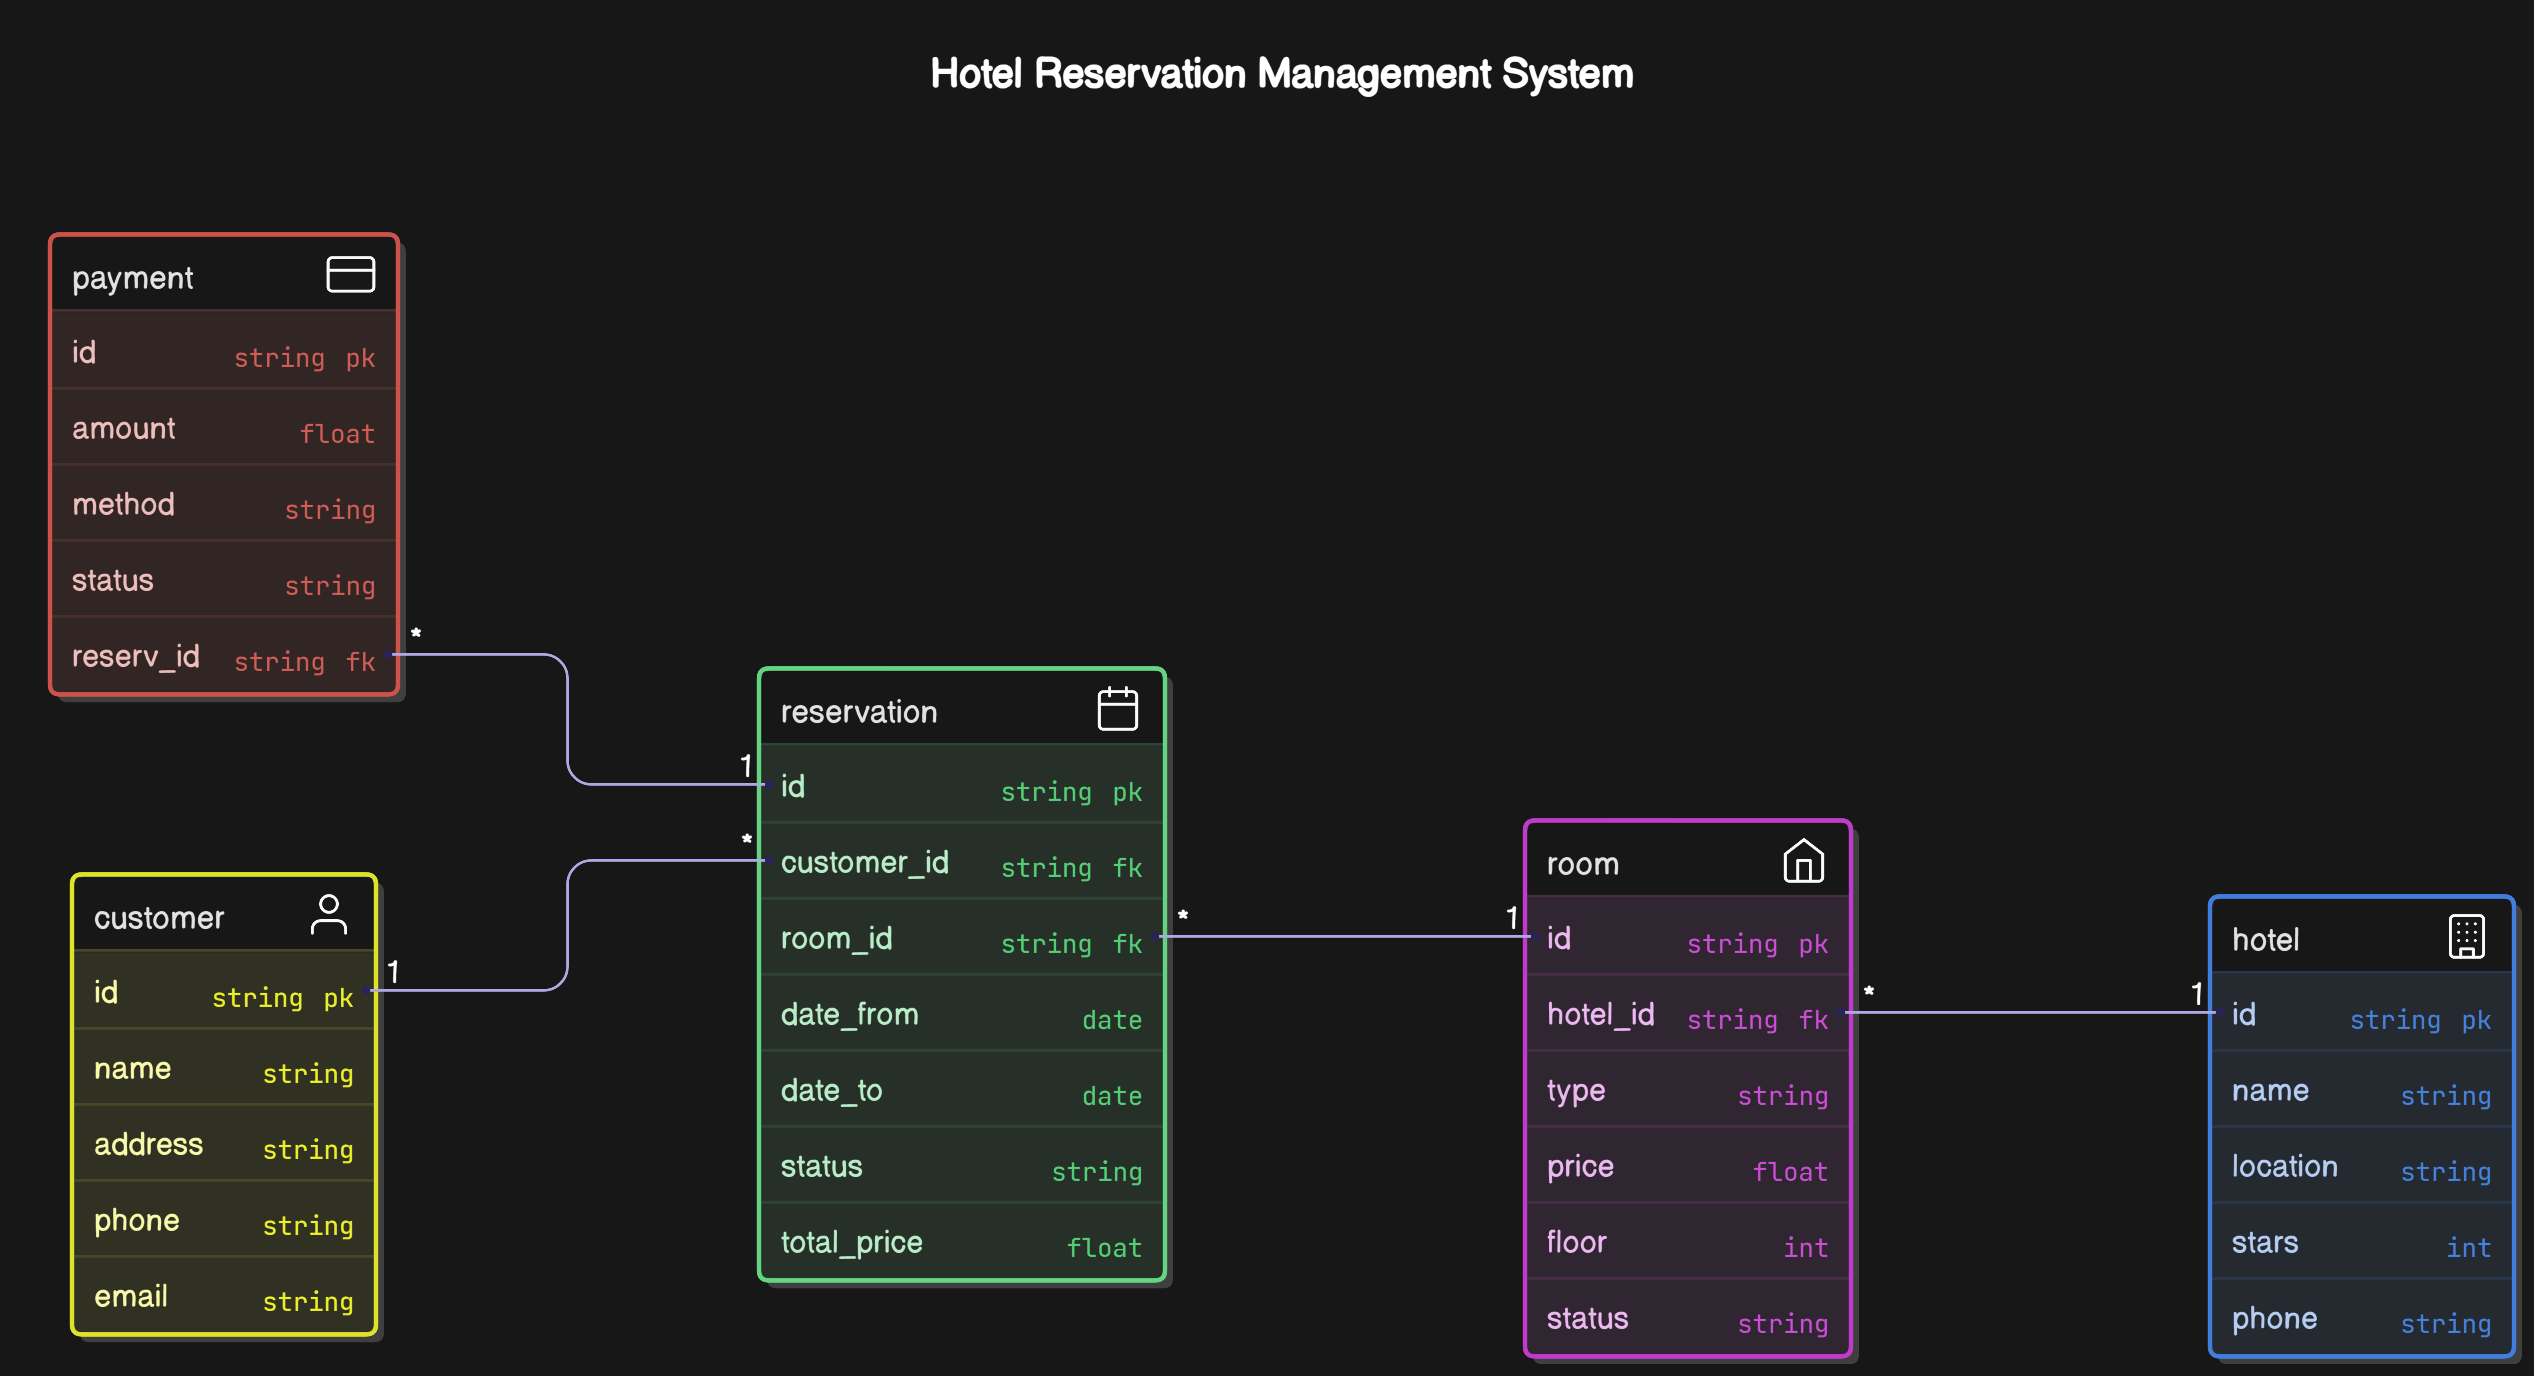 Hotel Reservation Management System
payment
id string pk
amount float
method string
status string
reserv_id string fk
*
1
customer
id string pk
name string
address string
phone string
email string
1
*
reservation
id string pk
customer_id string fk
room_id string fk
date_from date
date_to date
status string
total_price float
*
1
room
id string pk
hotel_id string fk
type string
price float
floor int
status string
*
1
hotel
id string pk
name string
location string
stars int
phone string